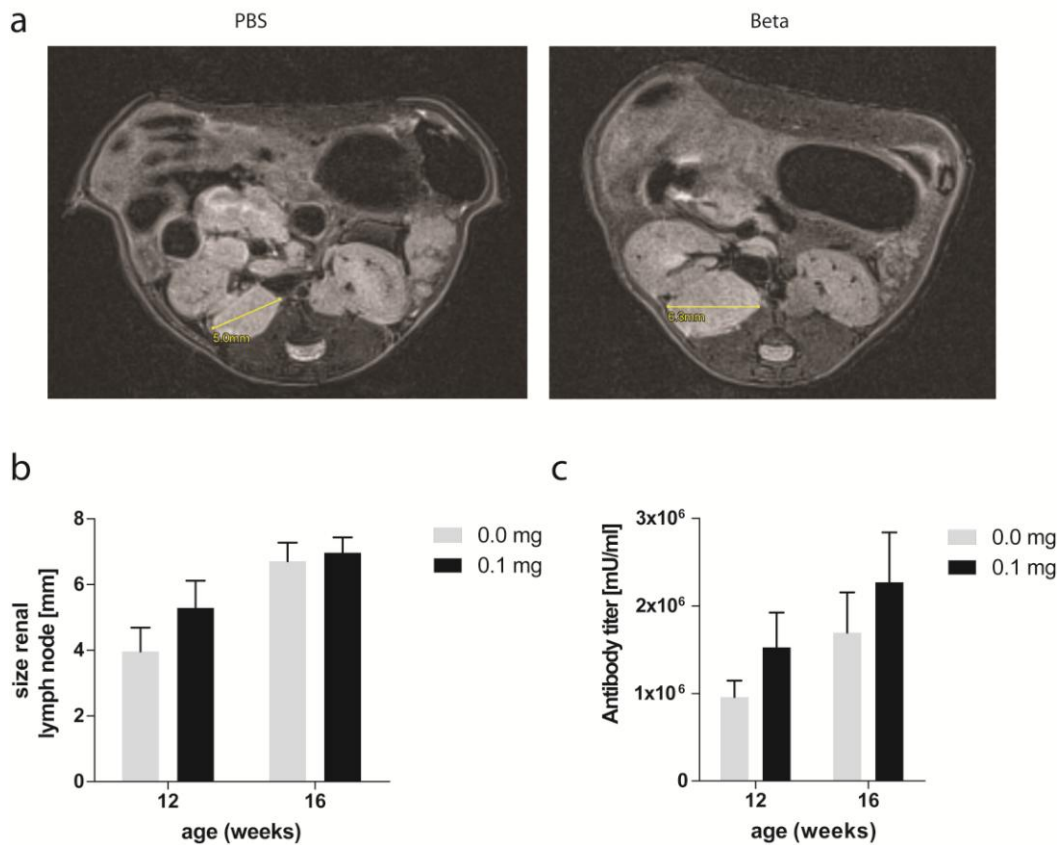 a
PBS
Beta
5.0mm
6.3mm
b
size renal
lymph node [mm]
8
6
4
2
0
12
16
age (weeks)
0.0 mg
0.1 mg
c
Antibody titer [mU/ml]
3x10⁶
2x10⁶
1x10⁶
0
12
16
age (weeks)
0.0 mg
0.1 mg